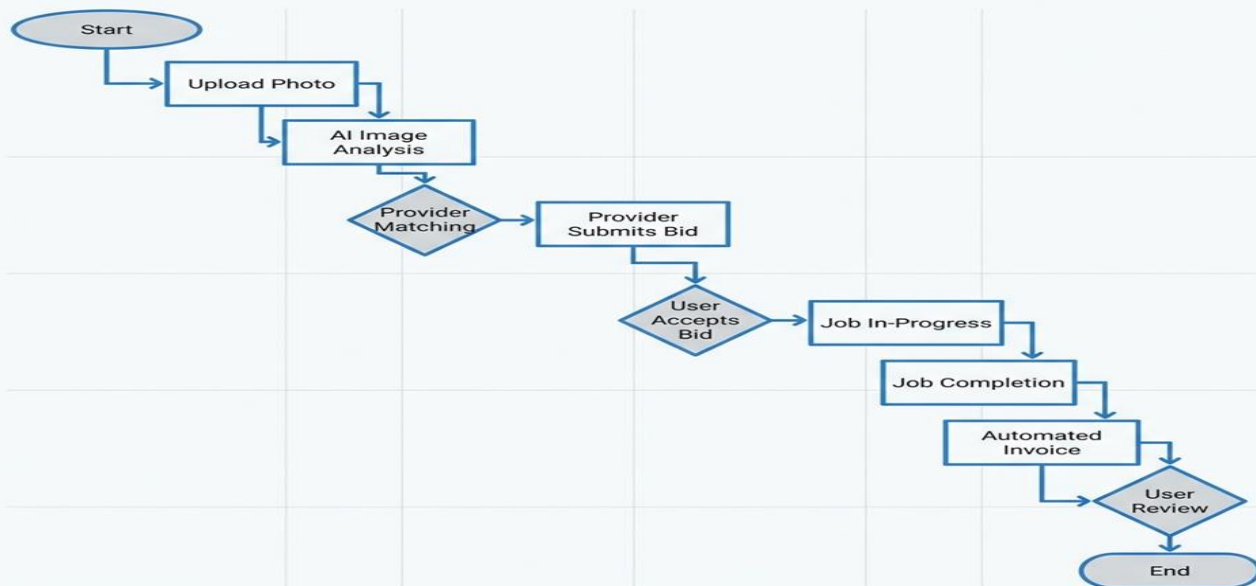 Start
Upload Photo
AI Image
Analysis
Provider
Matching
Provider
Submits Bid
User
Accepts
Bid
Job In-Progress
Job Completion
Automated
Invoice
User
Review
End